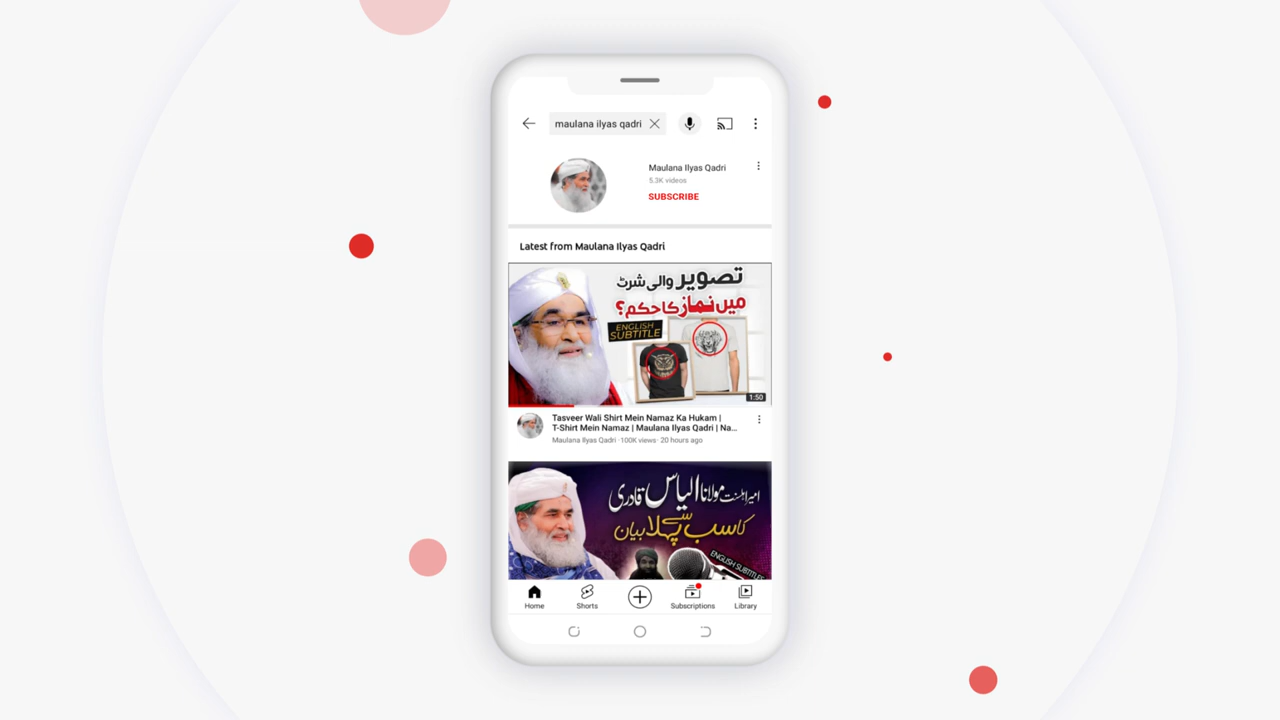 maulana ilyas qadri
Maulana Ilyas Qadri
5.3K videos
SUBSCRIBE
Latest from Maulana Ilyas Qadri
تصویر والی شرٹ
میں نماز کا حکم؟
ENGLISH
SUBTITLE
1:50
Tasveer Wali Shirt Mein Namaz Ka Hukam |
T-Shirt Mein Namaz | Maulana Ilyas Qadri | Na...
Maulana Ilyas Qadri · 100K views · 20 hours ago
امیر اہلسنت مولانا الیاس قادری
کا سب سے پہلا بیان
ENGLISH SUBTITLES
Home
Shorts
Subscriptions
Library